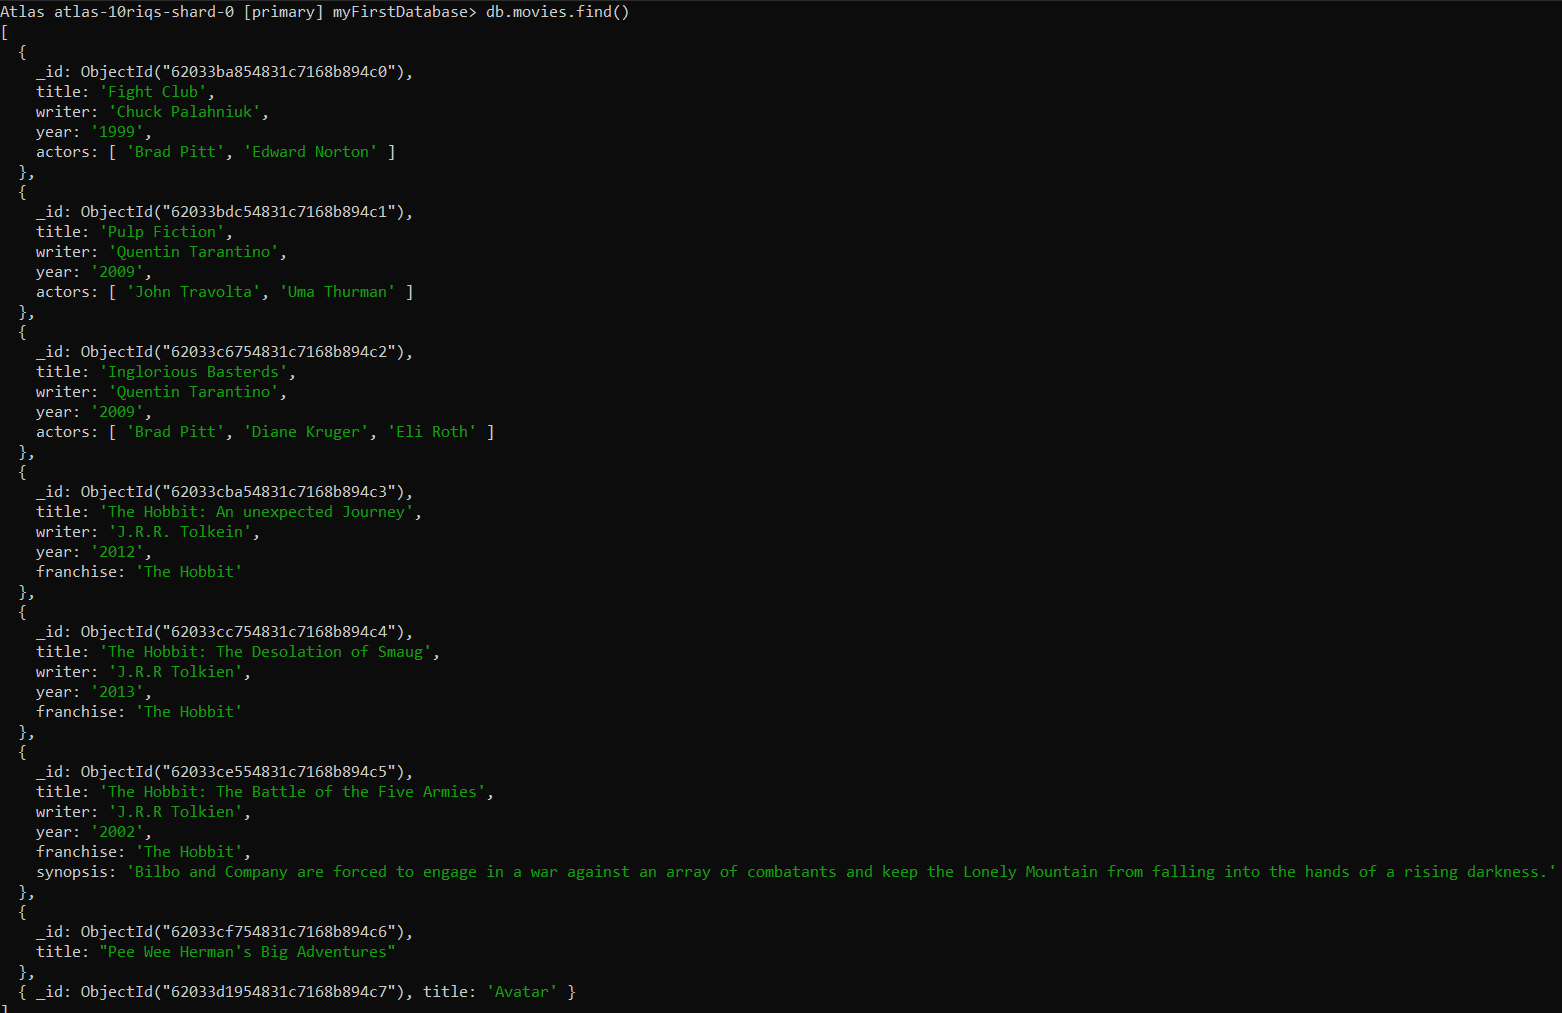 Atlas atlas-10riqs-shard-0 [primary] myFirstDatabase> db.movies.find()
[
  {
    _id: ObjectId("62033ba854831c7168b894c0"),
    title: 'Fight Club',
    writer: 'Chuck Palahniuk',
    year: '1999',
    actors: [ 'Brad Pitt', 'Edward Norton' ]
  },
  {
    _id: ObjectId("62033bdc54831c7168b894c1"),
    title: 'Pulp Fiction',
    writer: 'Quentin Tarantino',
    year: '2009',
    actors: [ 'John Travolta', 'Uma Thurman' ]
  },
  {
    _id: ObjectId("62033c6754831c7168b894c2"),
    title: 'Inglorious Basterds',
    writer: 'Quentin Tarantino',
    year: '2009',
    actors: [ 'Brad Pitt', 'Diane Kruger', 'Eli Roth' ]
  },
  {
    _id: ObjectId("62033cba54831c7168b894c3"),
    title: 'The Hobbit: An unexpected Journey',
    writer: 'J.R.R. Tolkein',
    year: '2012',
    franchise: 'The Hobbit'
  },
  {
    _id: ObjectId("62033cc754831c7168b894c4"),
    title: 'The Hobbit: The Desolation of Smaug',
    writer: 'J.R.R Tolkien',
    year: '2013',
    franchise: 'The Hobbit'
  },
  {
    _id: ObjectId("62033ce554831c7168b894c5"),
    title: 'The Hobbit: The Battle of the Five Armies',
    writer: 'J.R.R Tolkien',
    year: '2002',
    franchise: 'The Hobbit',
    synopsis: 'Bilbo and Company are forced to engage in a war against an array of combatants and keep the Lonely Mountain from falling into the hands of a rising darkness.'
  },
  {
    _id: ObjectId("62033cf754831c7168b894c6"),
    title: "Pee Wee Herman's Big Adventures"
  },
  { _id: ObjectId("62033d1954831c7168b894c7"), title: 'Avatar' }
]